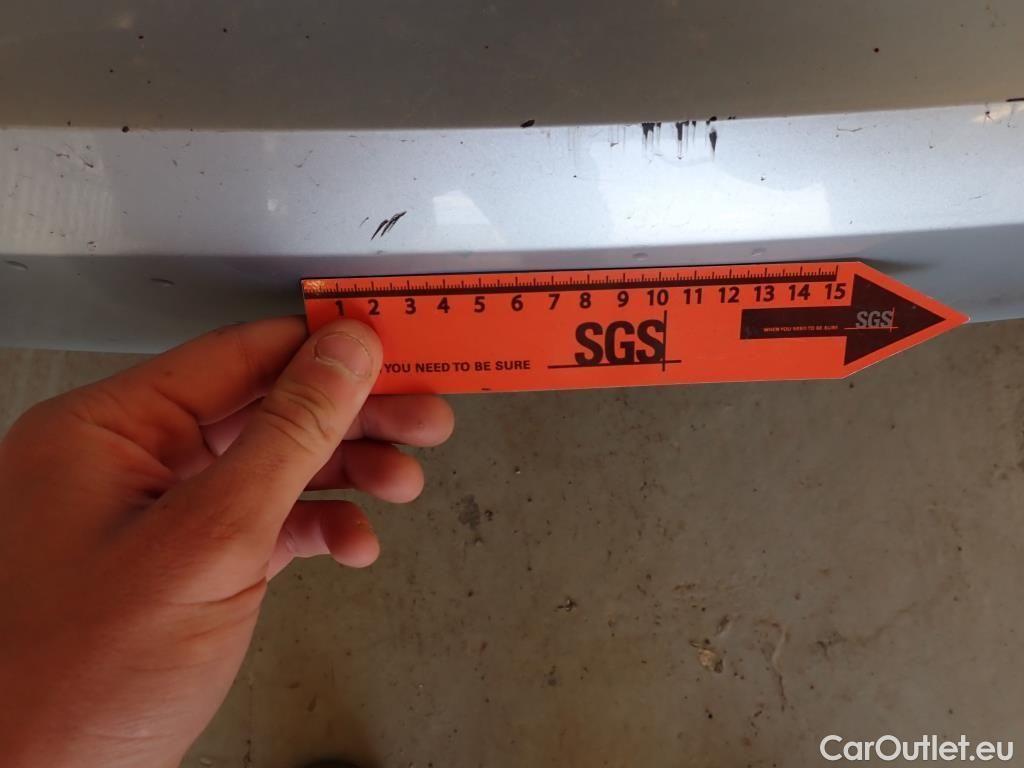 1 2 3 4 5 6 7 8 9 10 11 12 13 14 15
SGS
YOU NEED TO BE SURE
WHEN YOU NEED TO BE SURE
SGS
CarOutlet.eu